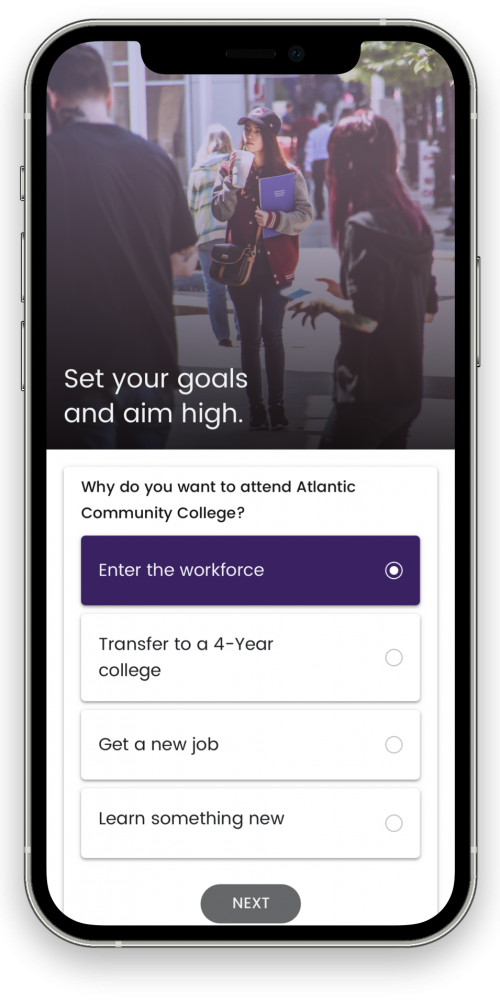 Set your goals
and aim high.
Why do you want to attend Atlantic
Community College?
Enter the workforce
Transfer to a 4-Year
college
Get a new job
Learn something new
NEXT